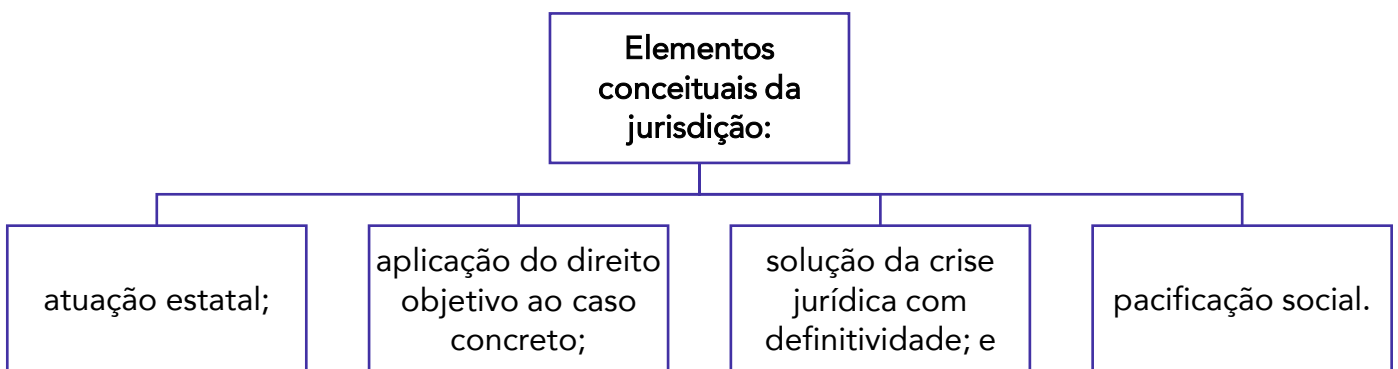 Elementos
conceituais da
jurisdição:
atuação estatal;
aplicação do direito
objetivo ao caso
concreto;
solução da crise
jurídica com
definitividade; e
pacificação social.